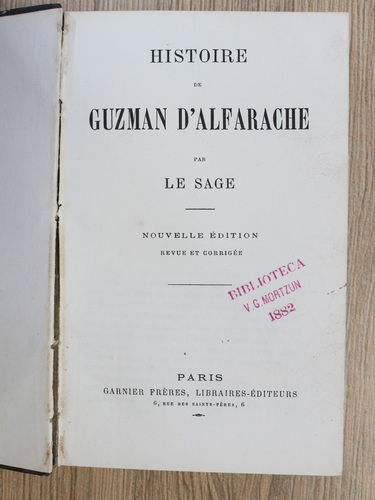 HISTOIRE
DE
GUZMAN D'ALFARACHE
PAR
LE SAGE
NOUVELLE ÉDITION
REVUE ET CORRIGÉE
BIBLIOTECA
V. G. MORTZUN
1882
PARIS
GARNIER FRÈRES, LIBRAIRES-ÉDITEURS
6, RUE DES SAINTS-PÈRES, 6